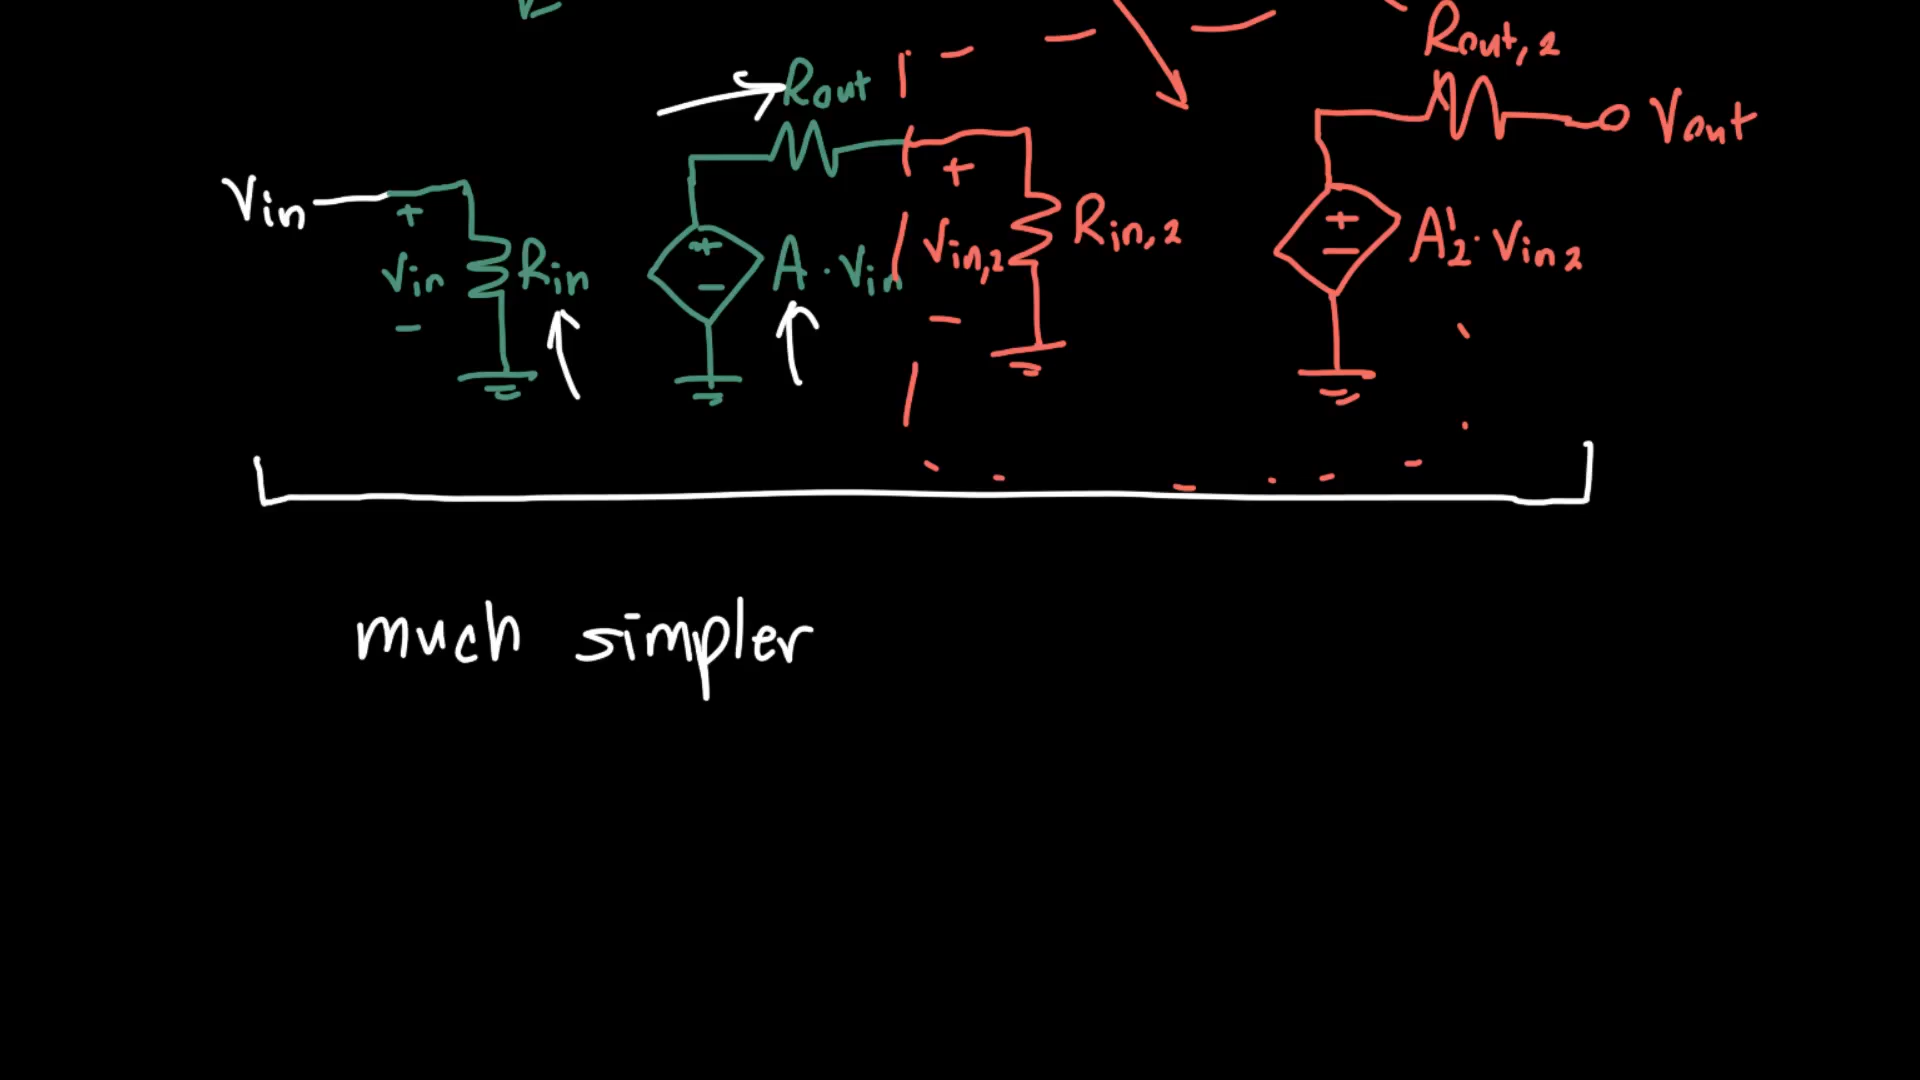 Rout,2
Rout
Vout
Vin
+
Vin
−
Rin
+
−
A · Vin
+
Vin,2
−
Rin,2
+
−
A'2 · Vin2
much simpler